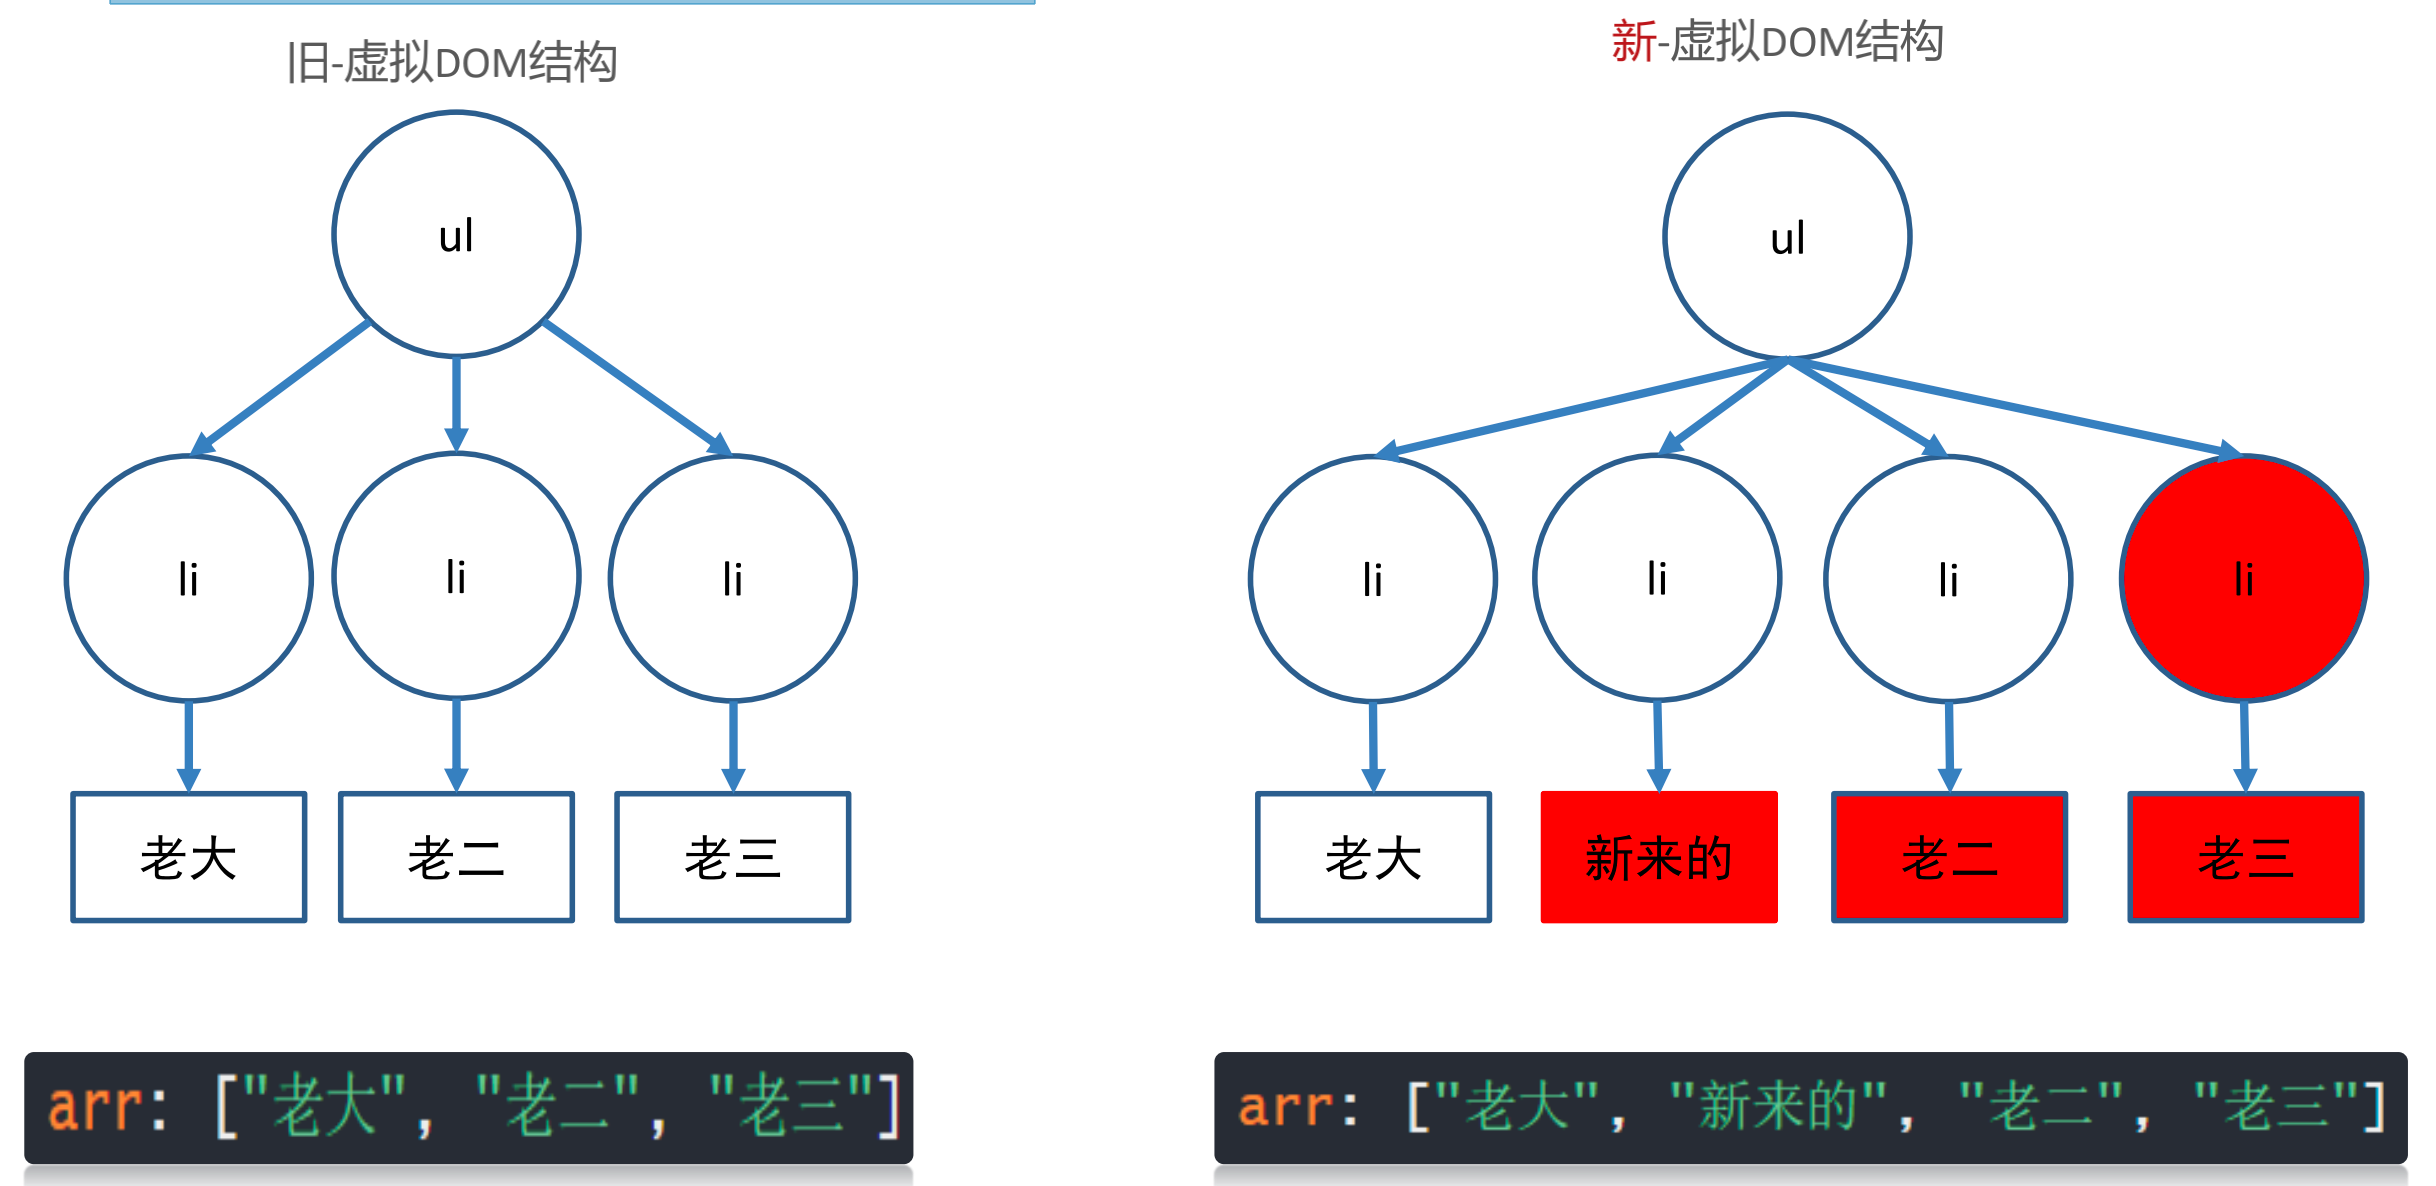 旧-虚拟DOM结构
ul
li li li
老大 老二 老三
arr: ["老大", "老二", "老三"]
新-虚拟DOM结构
ul
li li li li
老大 新来的 老二 老三
arr: ["老大", "新来的", "老二", "老三"]